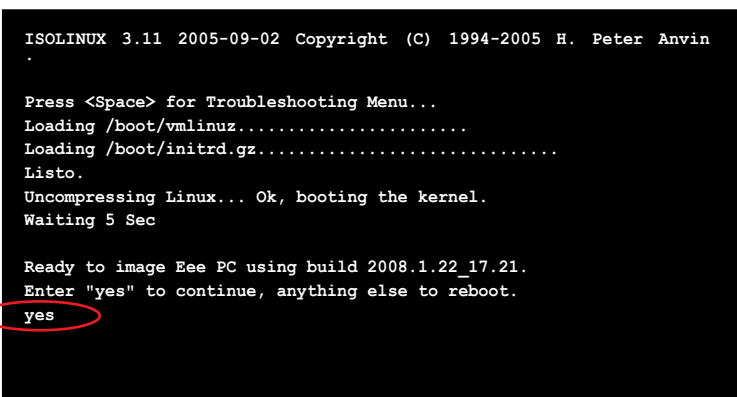 ISOLINUX 3.11 2005-09-02 Copyright (C) 1994-2005 H. Peter Anvin
.
Press <Space> for Troubleshooting Menu...
Loading /boot/vmlinuz.......................
Loading /boot/initrd.gz..............................
Listo.
Uncompressing Linux... Ok, booting the kernel.
Waiting 5 Sec
Ready to image Eee PC using build 2008.1.22_17.21.
Enter "yes" to continue, anything else to reboot.
yes